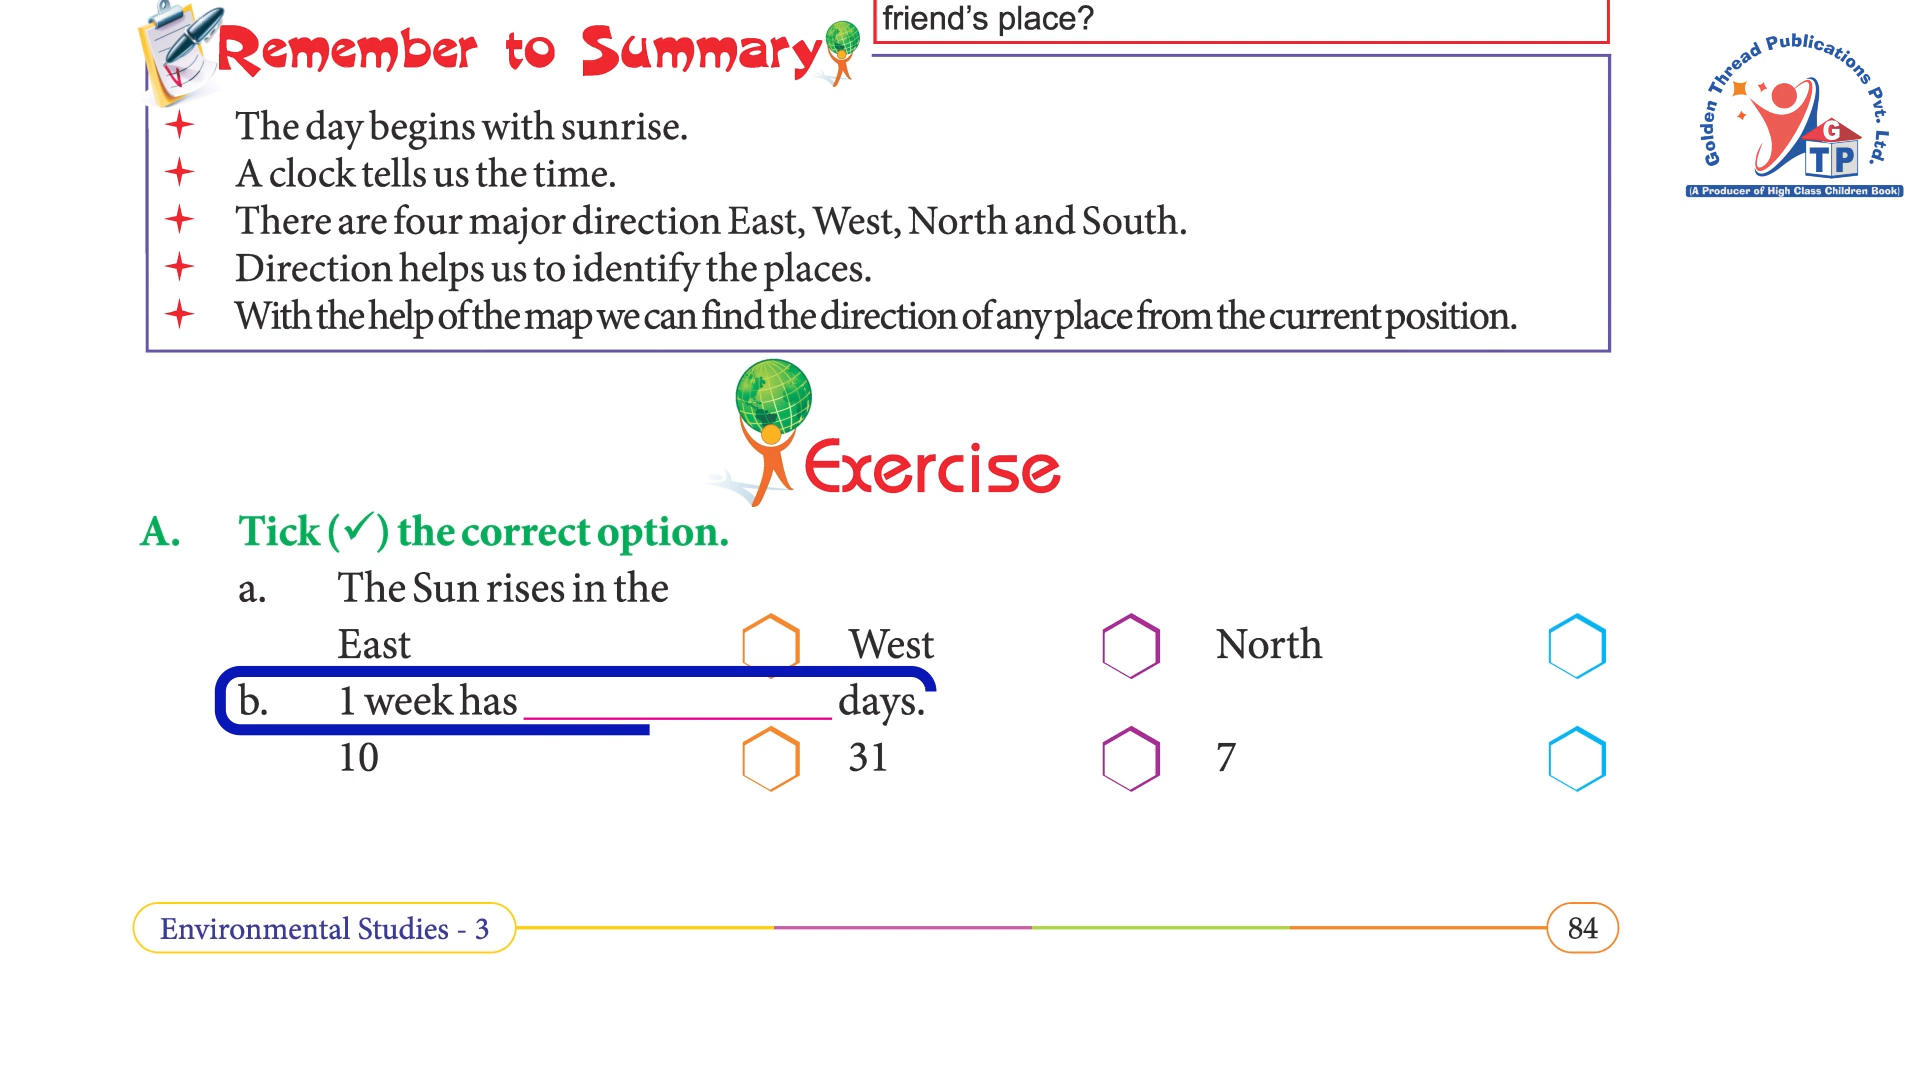 friend's place?
Remember to Summary
The day begins with sunrise.
A clock tells us the time.
There are four major direction East, West, North and South.
Direction helps us to identify the places.
With the help of the map we can find the direction of any place from the current position.
Golden Thread Publications Pvt. Ltd.
G
T P
(A Producer of High Class Children Book)
Exercise
A. Tick (✓) the correct option.
a. The Sun rises in the
East West North
b. 1 week has ____________ days.
10 31 7
Environmental Studies - 3
84